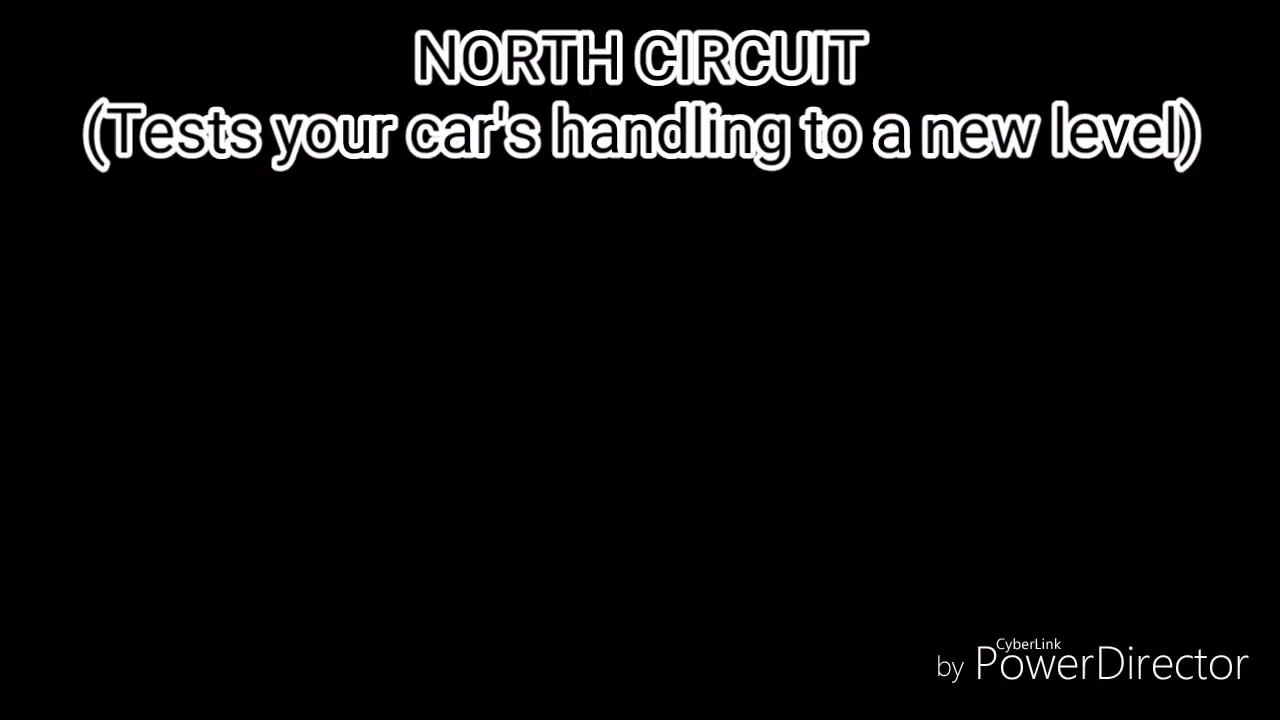 NORTH CIRCUIT
(Tests your car's handling to a new level)
CyberLink
by PowerDirector